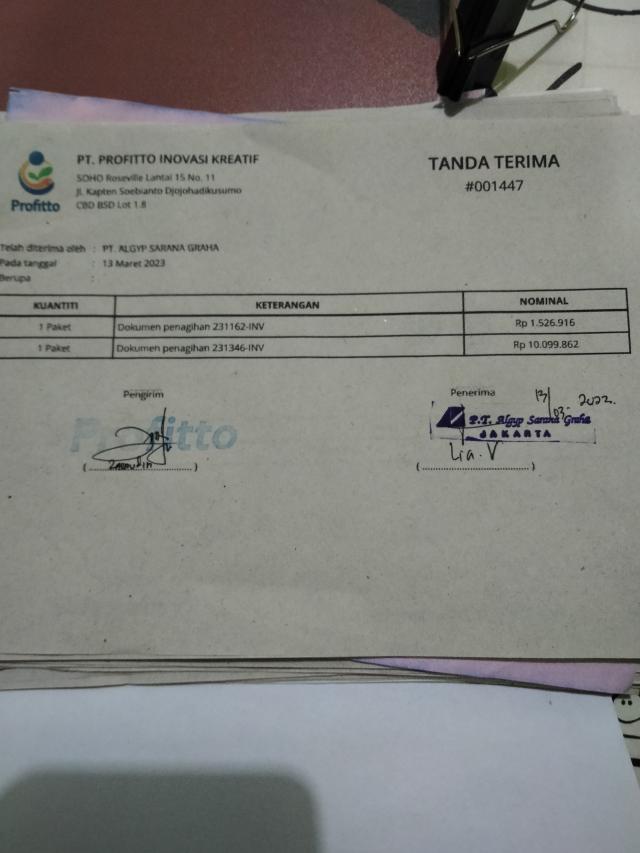 PT. PROFITTO INOVASI KREATIF
SOHO Roseville Lantai 15 No. 11
Jl. Kapten Soebianto Djojohadikusumo
CBD BSD Lot 1.8
Profitto
TANDA TERIMA
#001447
Telah diterima oleh : PT. ALGYP SARANA GRAHA
Pada tanggal : 13 Maret 2023
Berupa :
KUANTITI KETERANGAN NOMINAL
1 Paket Dokumen penagihan 231162-INV Rp 1.526.916
1 Paket Dokumen penagihan 231346-INV Rp 10.099.862
Pengirim
Profitto
(..............................)
Penerima
13/03-2022.
P.T. Algyp Sarana Graha
JAKARTA
Lia.V
(..............................)